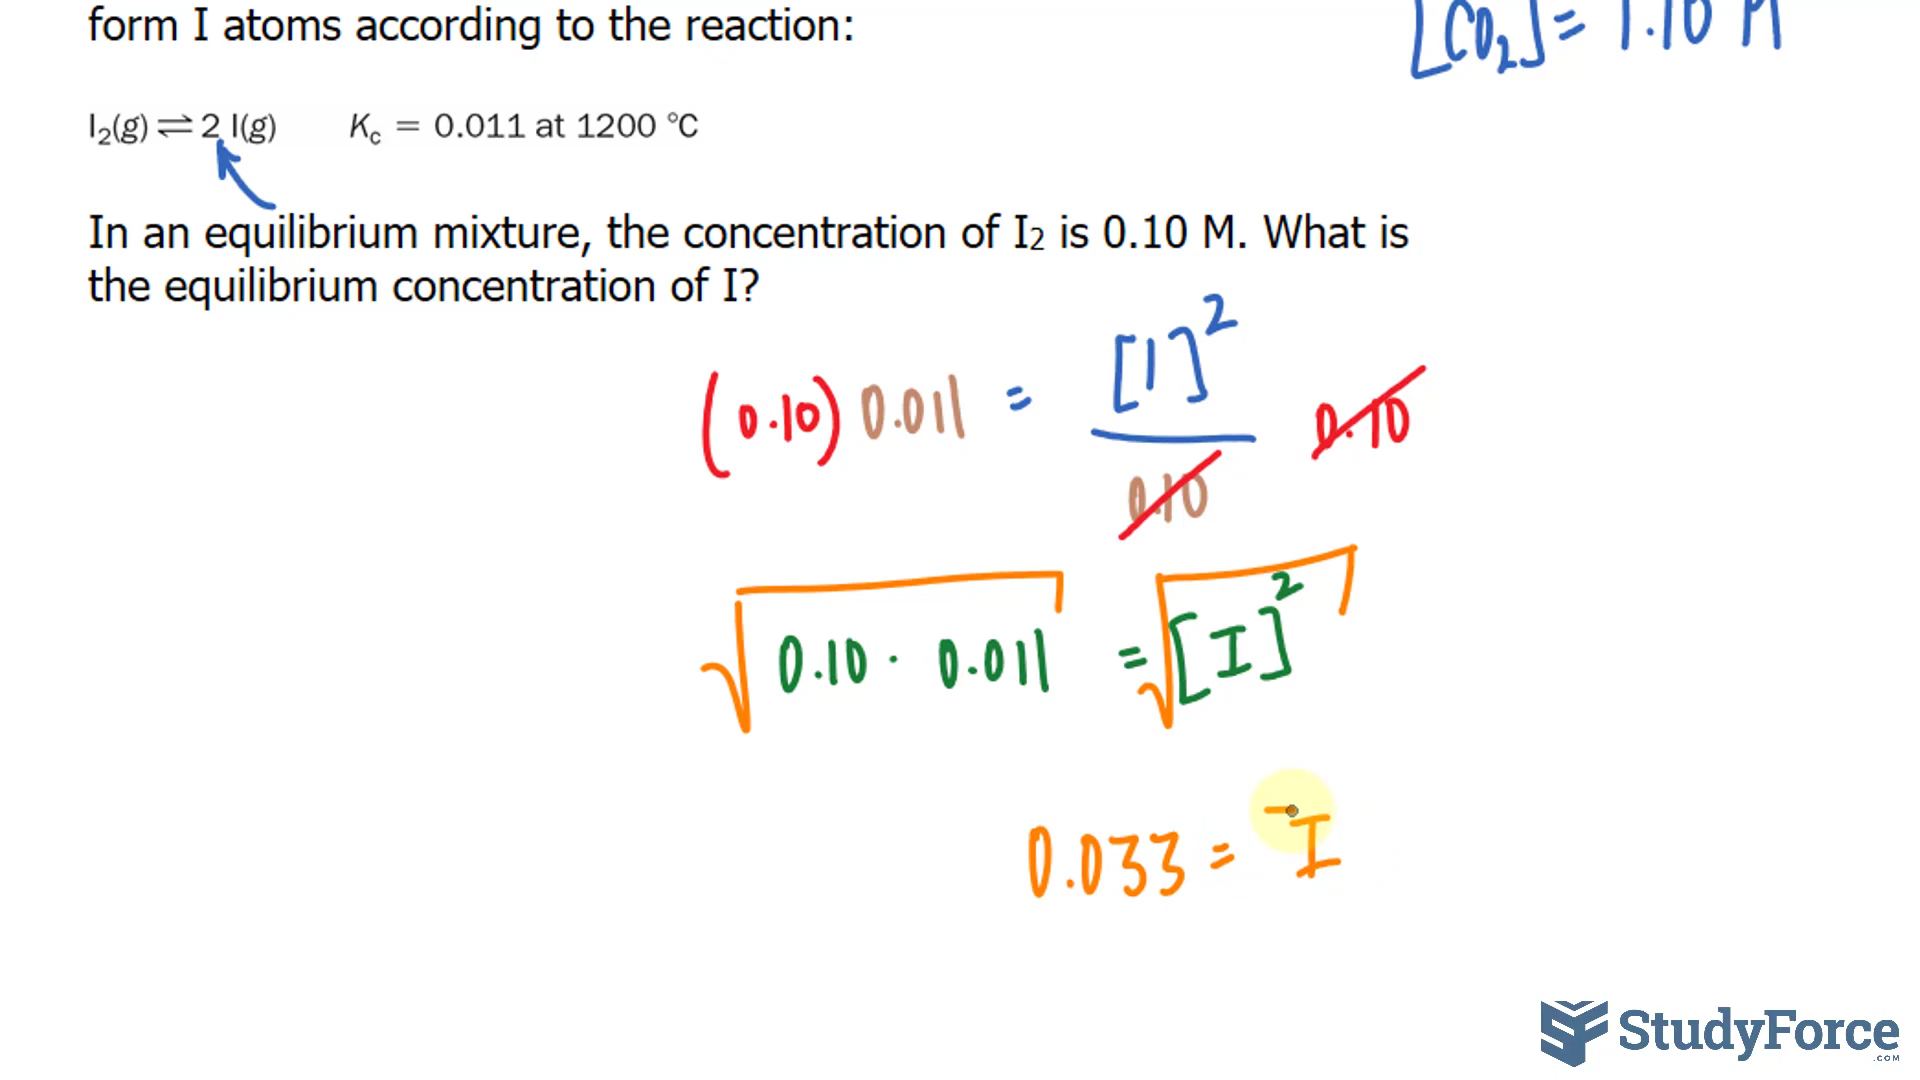 form I atoms according to the reaction:
[CO₂] = 1.10 M
I₂(g) ⇌ 2 I(g) Kc = 0.011 at 1200 °C
In an equilibrium mixture, the concentration of I₂ is 0.10 M. What is
the equilibrium concentration of I?
(0.10) 0.011 = [I]² / 0.10 0.10
√0.10 · 0.011 = √[I]²
0.033 = I
StudyForce
.COM